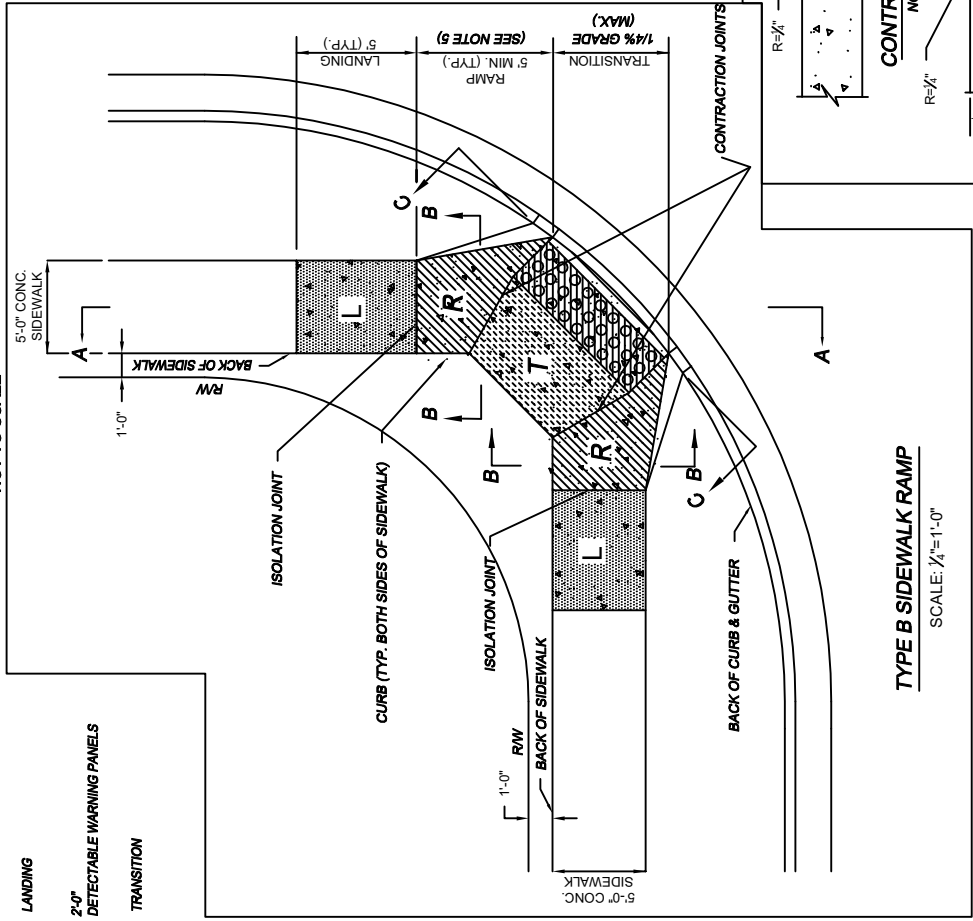 LANDING
2'-0"
DETECTABLE WARNING PANELS
TRANSITION
5'-0" CONC.
SIDEWALK
A
1'-0"
BACK OF SIDEWALK
R/W
L
LANDING
5' (TYP.)
RAMP
5' MIN. (TYP.)
(SEE NOTE 5)
TRANSITION
1/4% GRADE
(MAX.)
ISOLATION JOINT
CURB (TYP. BOTH SIDES OF SIDEWALK)
B
B
C
R
T
CONTRACTION JOINTS
B
R
B
C
A
ISOLATION JOINT
L
1'-0"
R/W
BACK OF SIDEWALK
5'-0" CONC.
SIDEWALK
BACK OF CURB & GUTTER
TYPE B SIDEWALK RAMP
SCALE: 1/4"=1'-0"
R=1/4"
R=1/4"